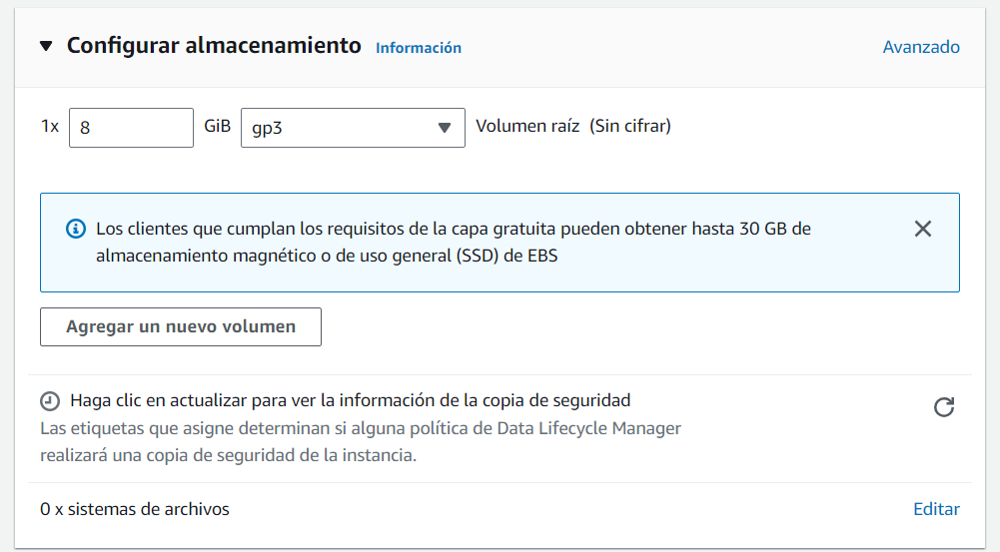 Configurar almacenamiento Información Avanzado
1x 8 GiB gp3 Volumen raíz (Sin cifrar)
Los clientes que cumplan los requisitos de la capa gratuita pueden obtener hasta 30 GB de
almacenamiento magnético o de uso general (SSD) de EBS
Agregar un nuevo volumen
Haga clic en actualizar para ver la información de la copia de seguridad
Las etiquetas que asigne determinan si alguna política de Data Lifecycle Manager
realizará una copia de seguridad de la instancia.
0 x sistemas de archivos Editar